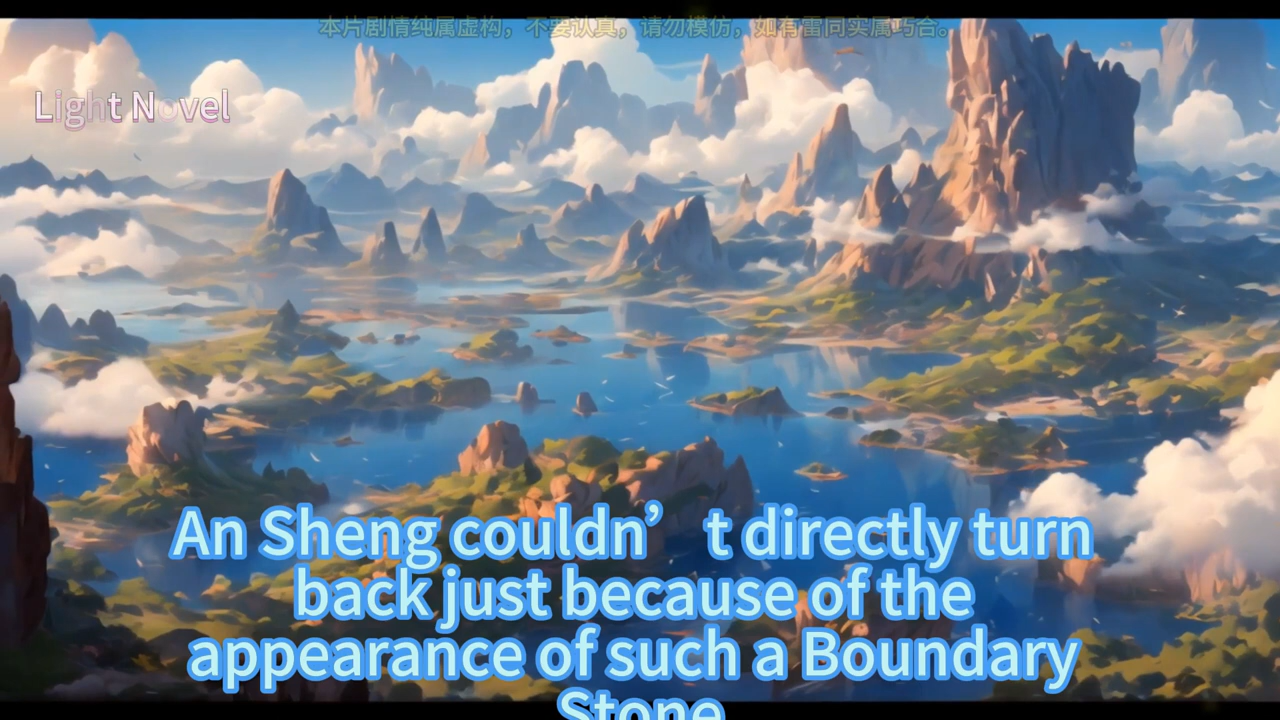 本片剧情纯属虚构，不要认真，请勿模仿，如有雷同实属巧合。
Light Novel
An Sheng couldn’t directly turn
back just because of the
appearance of such a Boundary
Stone